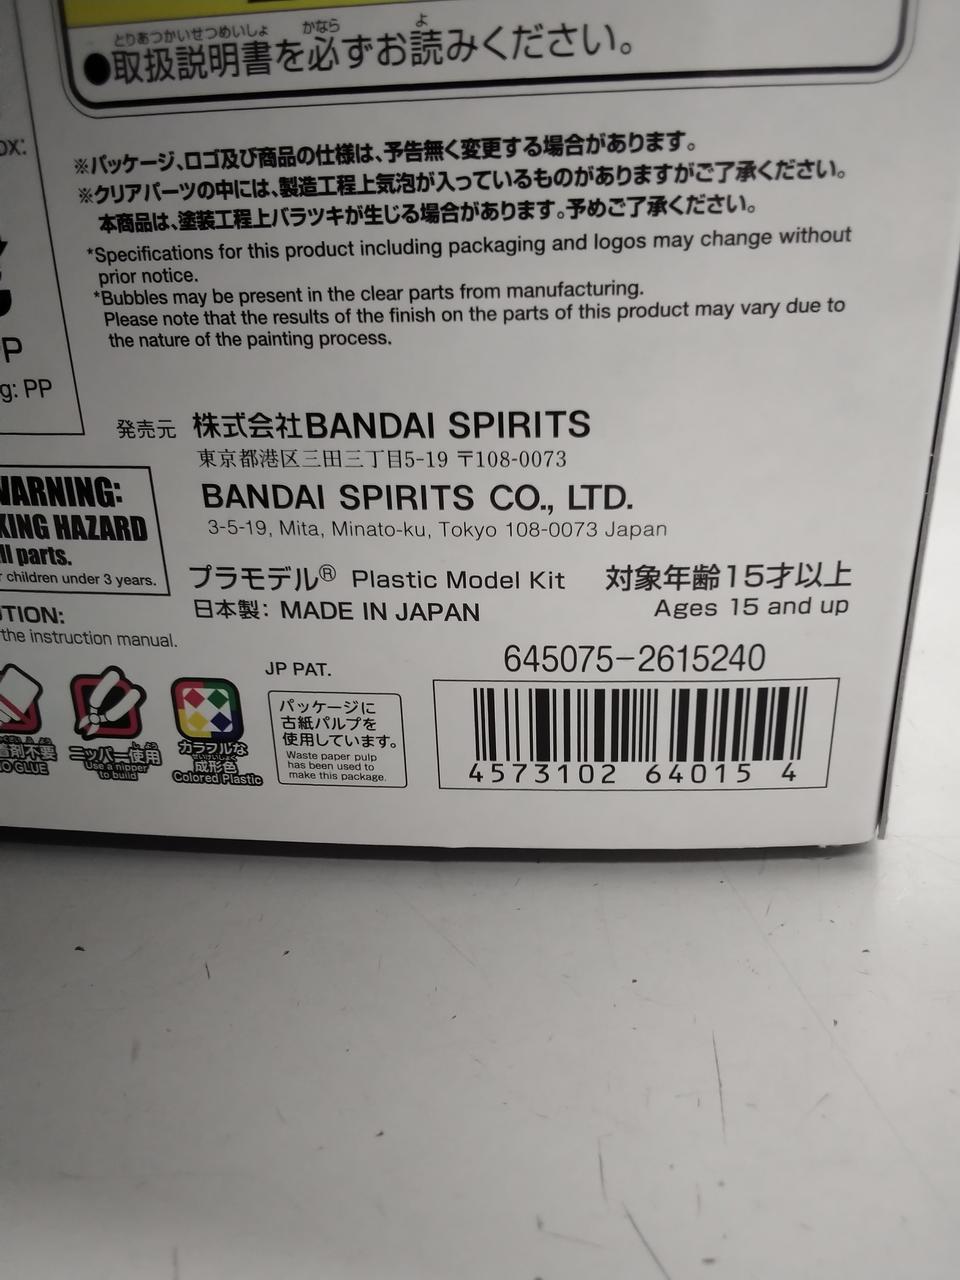 とりあつかいせつめいしょ かなら よ
●取扱説明書を必ずお読みください。
ox:
※パッケージ、ロゴ及び商品の仕様は、予告無く変更する場合があります。
※クリアパーツの中には、製造工程上気泡が入っているものがありますがご了承ください。
本商品は、塗装工程上バラツキが生じる場合があります。予めご了承ください。
*Specifications for this product including packaging and logos may change without
prior notice.
*Bubbles may be present in the clear parts from manufacturing.
Please note that the results of the finish on the parts of this product may vary due to
the nature of the painting process.
P
g: PP
発売元 株式会社BANDAI SPIRITS
東京都港区三田三丁目5-19 〒108-0073
BANDAI SPIRITS CO., LTD.
3-5-19, Mita, Minato-ku, Tokyo 108-0073 Japan
WARNING:
KING HAZARD
ll parts.
r children under 3 years.
プラモデル® Plastic Model Kit 対象年齢15才以上
日本製: MADE IN JAPAN Ages 15 and up
TION:
the instruction manual.
645075-2615240
JP PAT.
着剤不要
O GLUE
ニッパー使用
Use a nipper
to build
カラフルな
成形色
Colored Plastic
パッケージに
古紙パルプを
使用しています。
Waste paper pulp
has been used to
make this package.
4573102 64015 4